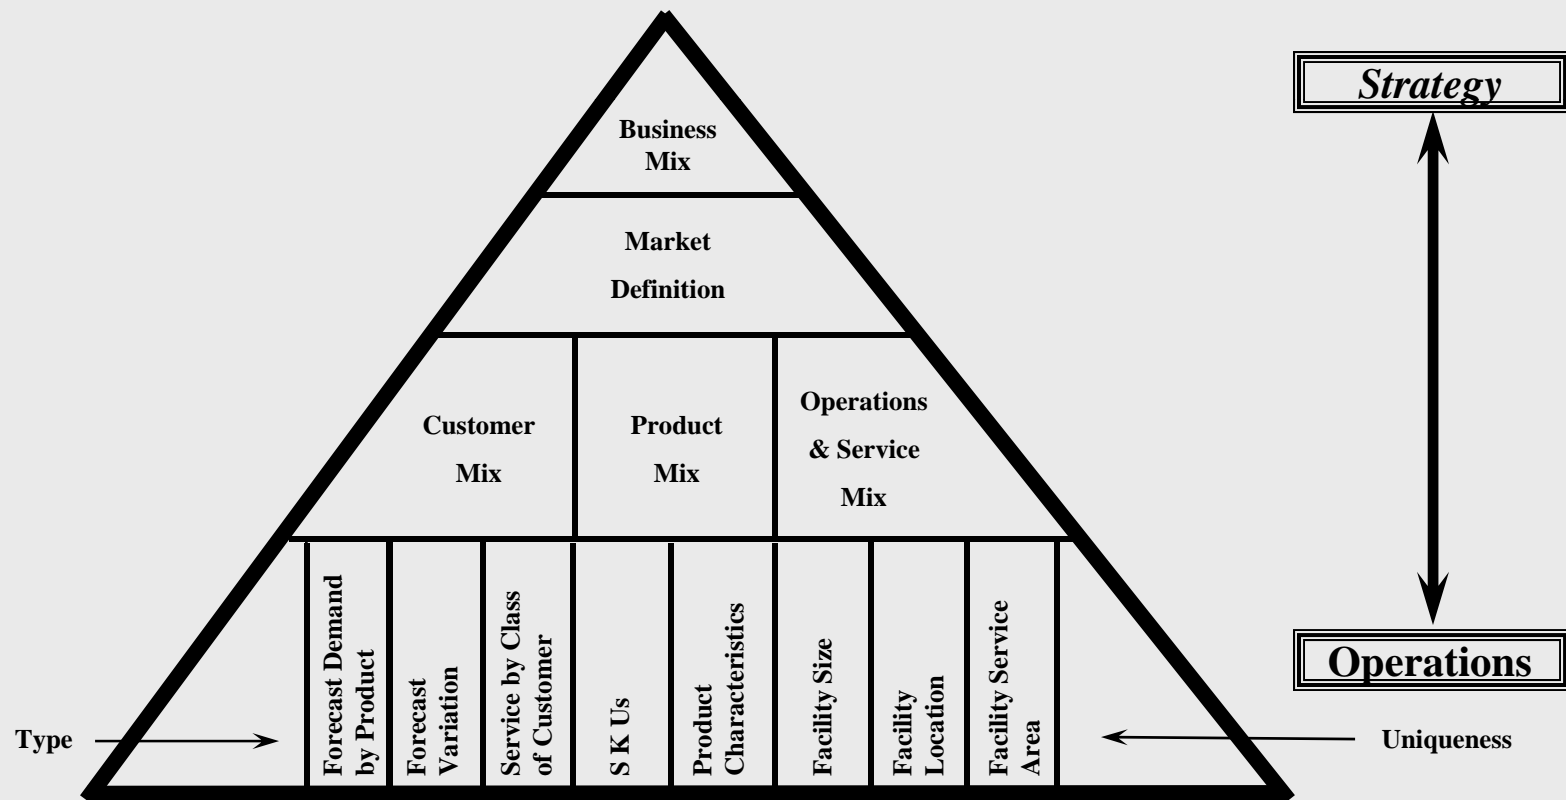 Strategy
Business
Mix
Market
Definition
Customer
Mix
Product
Mix
Operations
& Service
Mix
Forecast Demand
by Product
Forecast
Variation
Service by Class
of Customer
S K Us
Product
Characteristics
Facility Size
Facility
Location
Facility Service
Area
Operations
Type
Uniqueness